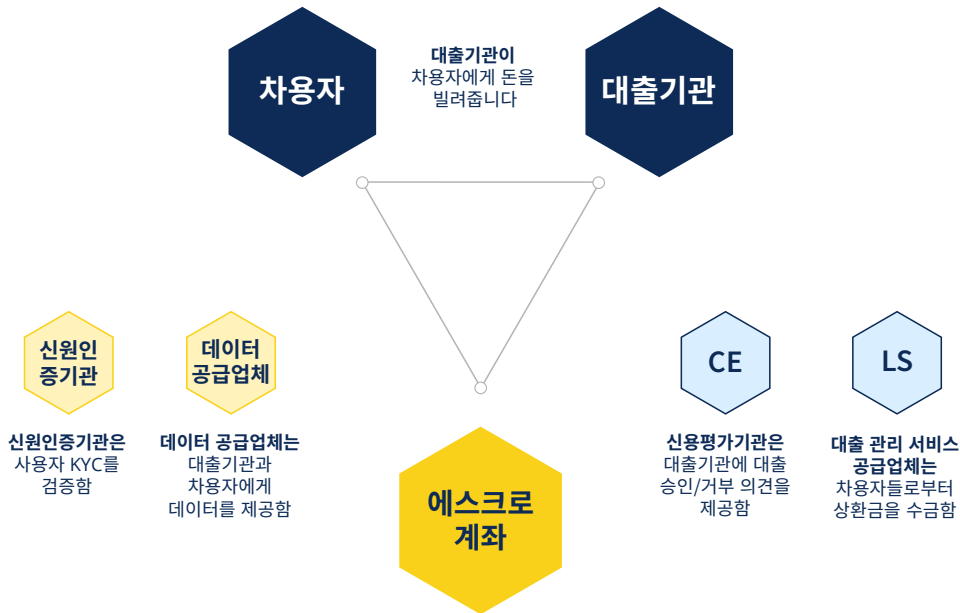 차용자
대출기관이
차용자에게 돈을
빌려줍니다
대출기관
신원인
증기관
데이터
공급업체
CE
LS
신원인증기관은
사용자 KYC를
검증함
데이터 공급업체는
대출기관과
차용자에게
데이터를 제공함
에스크로
계좌
신용평가기관은
대출기관에 대출
승인/거부 의견을
제공함
대출 관리 서비스
공급업체는
차용자들로부터
상환금을 수금함